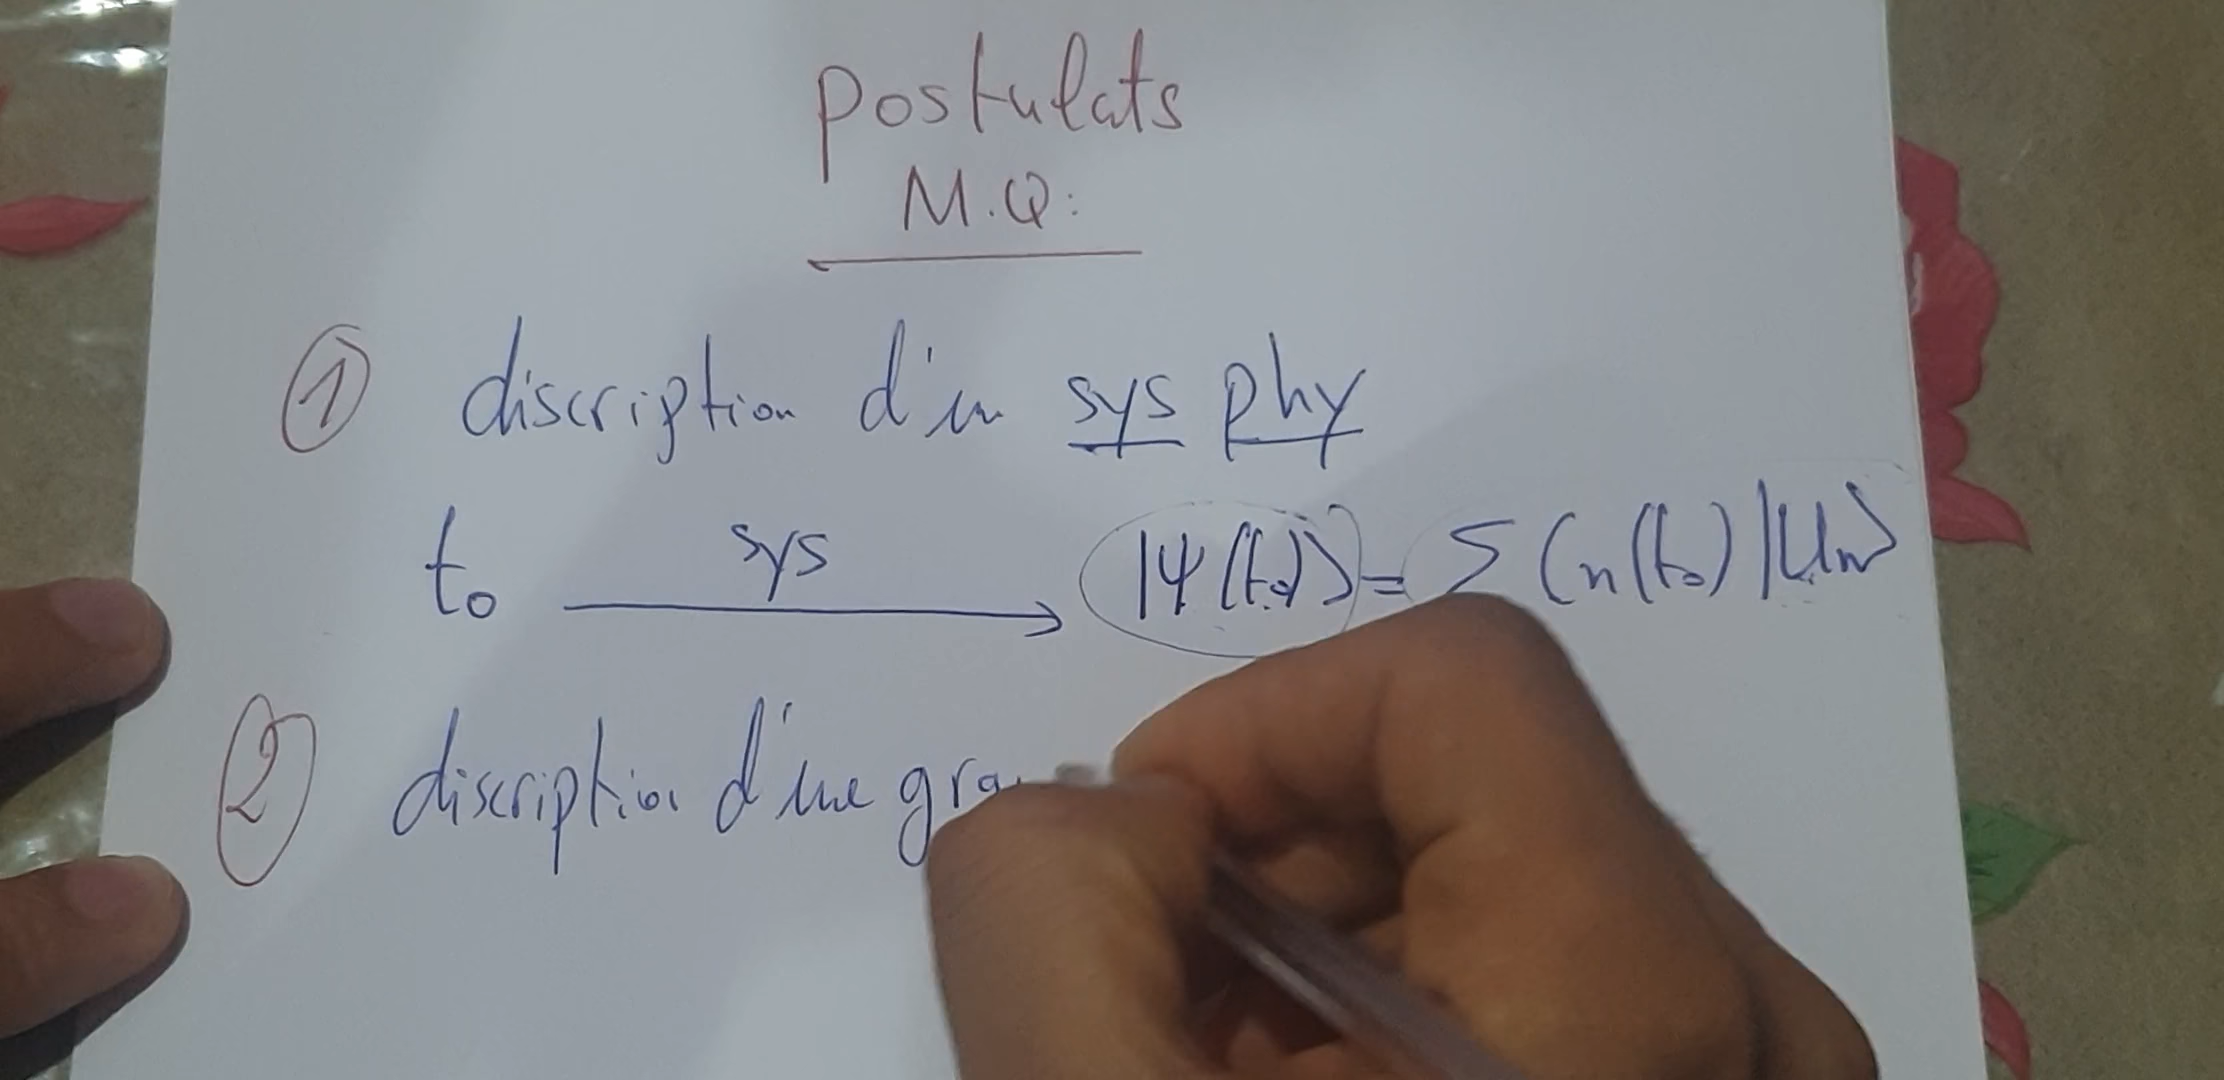 postulats
M.Q:
① discription d'un sys phy
t₀ sys → |Ψ(t₀)⟩ = Σ Cn(t₀) |Un⟩
② discription d'une gra